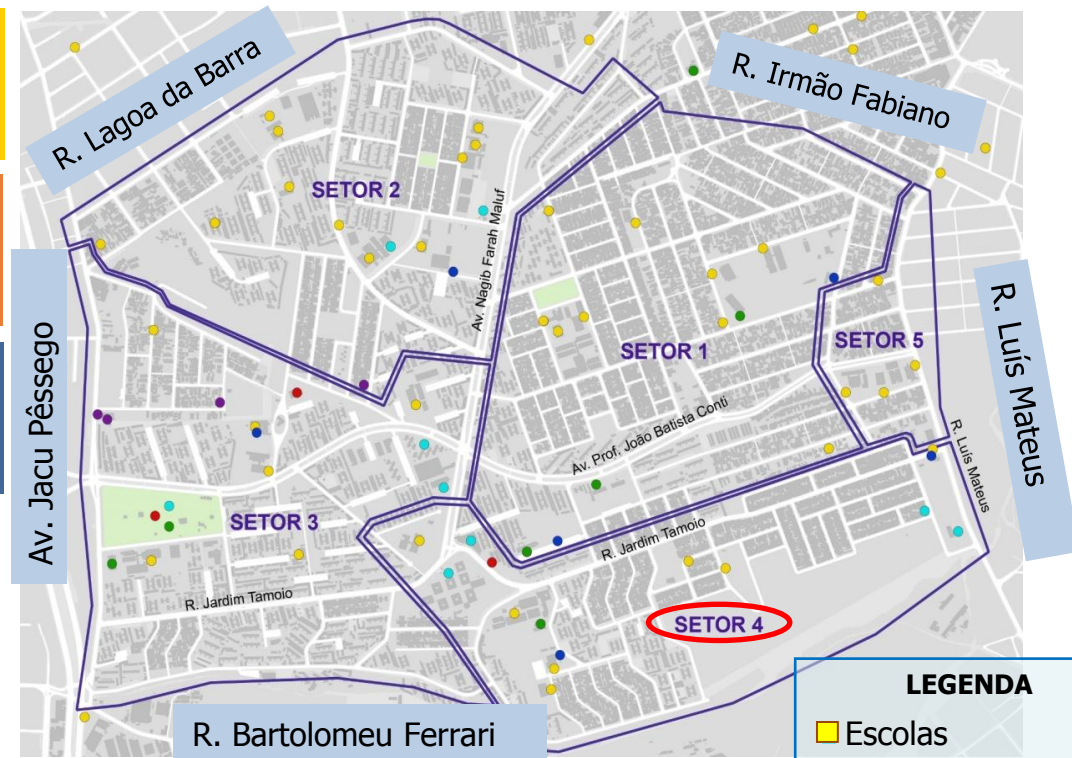 R. Lagoa da Barra
R. Irmão Fabiano
SETOR 2
Av. Nagib Farah Maluf
Av. Jacu Pêssego
R. Luís Mateus
SETOR 1
SETOR 5
Av. Prof. João Batista Conti
R. Luís Mateus
SETOR 3
R. Jardim Tamoio
R. Jardim Tamoio
SETOR 4
R. Bartolomeu Ferrari
LEGENDA
Escolas